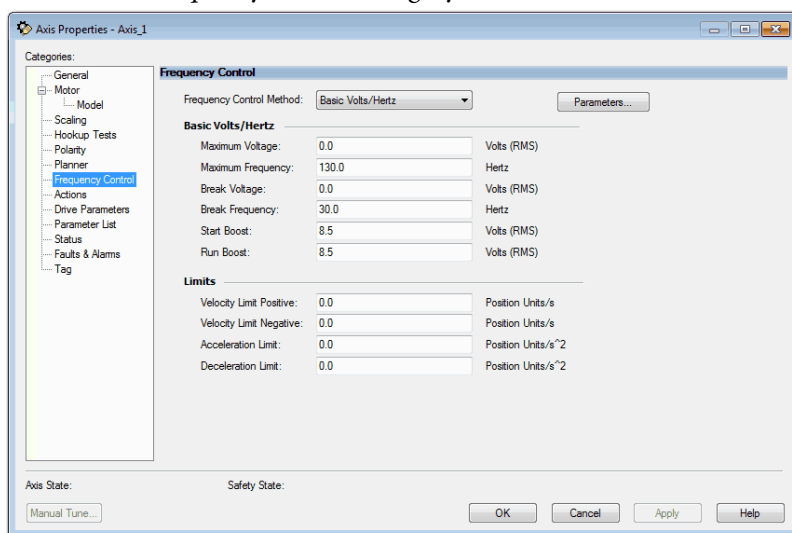 Axis Properties - Axis_1
Categories:
General
Motor
Model
Scaling
Hookup Tests
Polarity
Planner
Frequency Control
Actions
Drive Parameters
Parameter List
Status
Faults & Alarms
Tag
Frequency Control
Frequency Control Method: Basic Volts/Hertz Parameters...
Basic Volts/Hertz
Maximum Voltage: 0.0 Volts (RMS)
Maximum Frequency: 130.0 Hertz
Break Voltage: 0.0 Volts (RMS)
Break Frequency: 30.0 Hertz
Start Boost: 8.5 Volts (RMS)
Run Boost: 8.5 Volts (RMS)
Limits
Velocity Limit Positive: 0.0 Position Units/s
Velocity Limit Negative: 0.0 Position Units/s
Acceleration Limit: 0.0 Position Units/s^2
Deceleration Limit: 0.0 Position Units/s^2
Axis State: Safety State:
Manual Tune... OK Cancel Apply Help